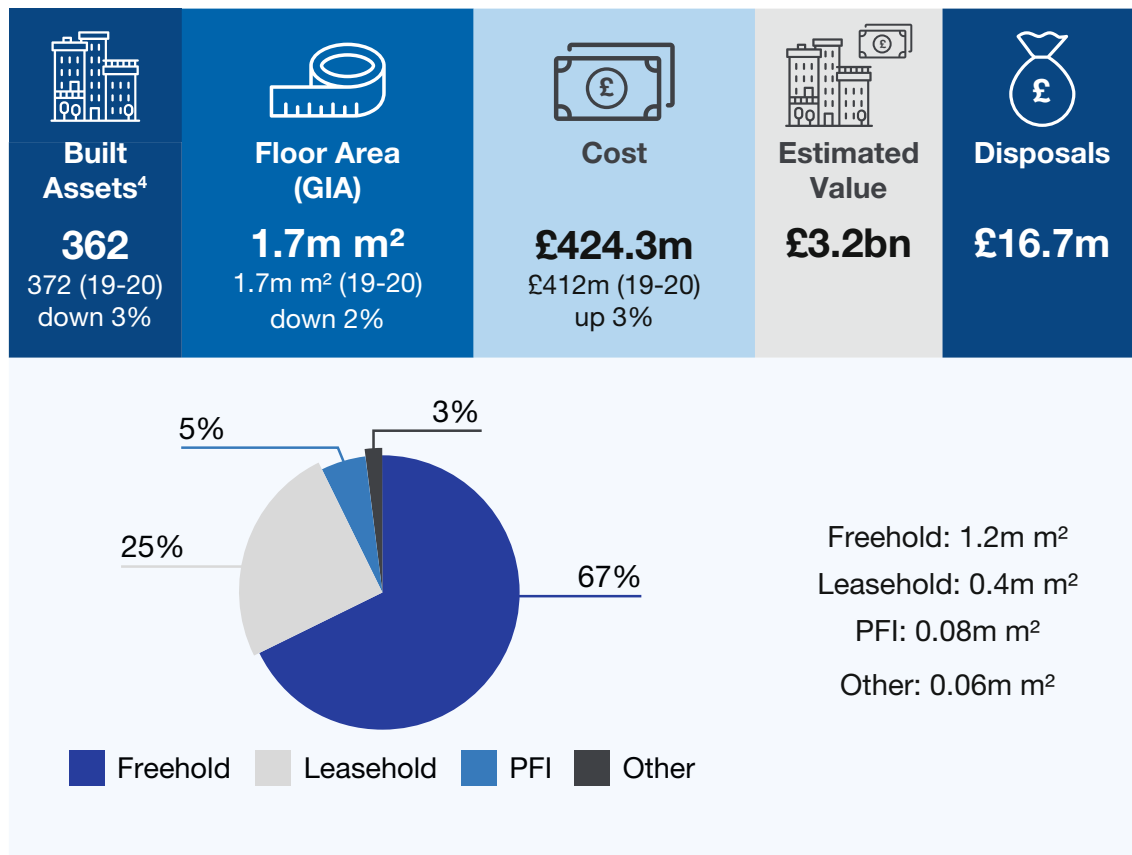 £
£
£
Built
Assets⁴
362
372 (19-20)
down 3%
Floor Area
(GIA)
1.7m m²
1.7m m² (19-20)
down 2%
Cost
£424.3m
£412m (19-20)
up 3%
Estimated
Value
£3.2bn
Disposals
£16.7m
5%
3%
25%
67%
Freehold: 1.2m m²
Leasehold: 0.4m m²
PFI: 0.08m m²
Other: 0.06m m²
Freehold
Leasehold
PFI
Other